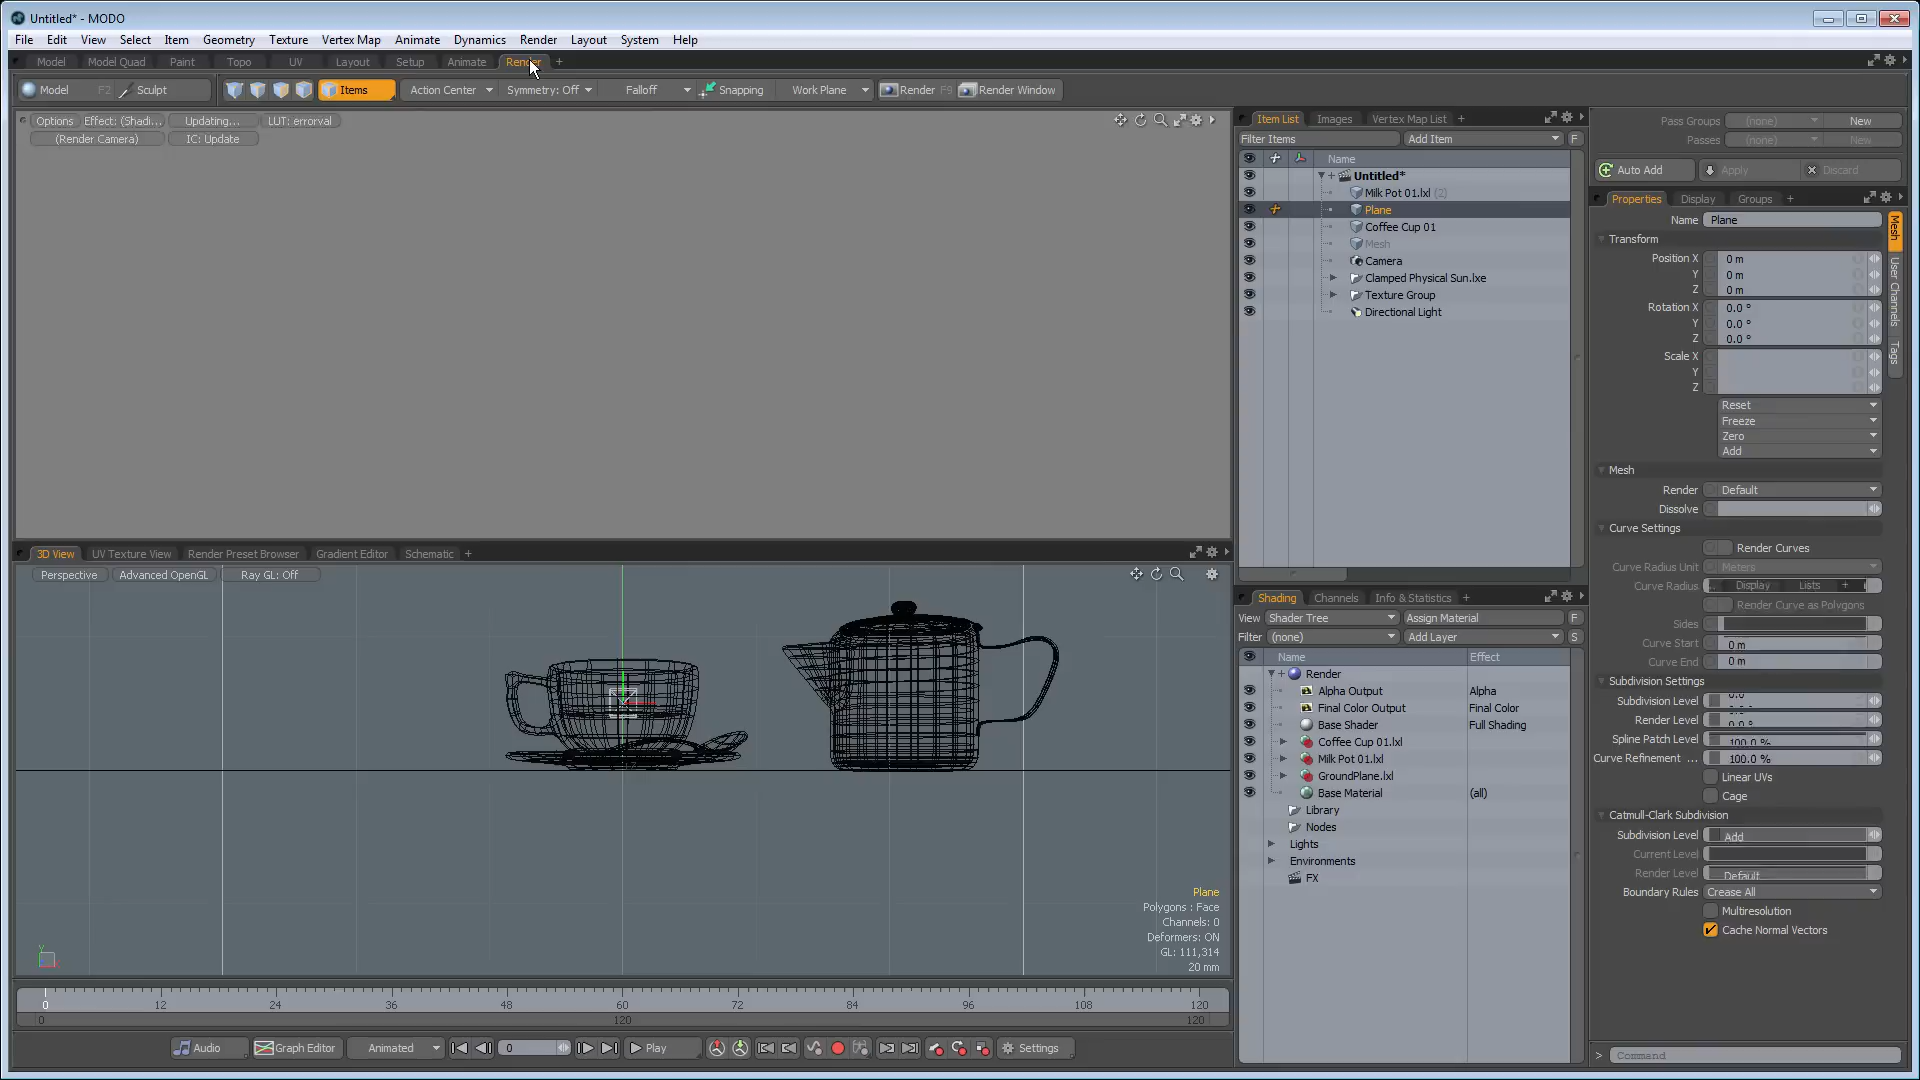 Untitled* - MODO
File Edit View Select Item Geometry Texture Vertex Map Animate Dynamics Render Layout System Help
Model Model Quad Paint Topo UV Layout Setup Animate Render +
Model F2 Sculpt Items Action Center Symmetry: Off Falloff Snapping Work Plane Render F9 Render Window
Options Effect: (Shadi... Updating... LUT: errorval
(Render Camera) IC: Update
3D View UV Texture View Render Preset Browser Gradient Editor Schematic +
Perspective Advanced OpenGL Ray GL: Off
Plane
Polygons : Face
Channels: 0
Deformers: ON
GL: 111,314
20 mm
Y
0 12 24 36 48 60 72 84 96 108 120
0 120 120
Audio Graph Editor Animated 0 Play Settings
Item List Images Vertex Map List +
Filter Items Add Item F
Name
Untitled*
Milk Pot 01.lxl (2)
Plane
Coffee Cup 01
Mesh
Camera
Clamped Physical Sun.lxe
Texture Group
Directional Light
Shading Channels Info & Statistics +
View Shader Tree Assign Material F
Filter (none) Add Layer S
Name Effect
Render
Alpha Output Alpha
Final Color Output Final Color
Base Shader Full Shading
Coffee Cup 01.lxl
Milk Pot 01.lxl
GroundPlane.lxl
Base Material (all)
Library
Nodes
Lights
Environments
FX
Pass Groups (none) New
Passes (none) New
Auto Add Apply Discard
Properties Display Groups +
Name Plane
Mesh
User Channels
Tags
Transform
Position X 0 m
Y 0 m
Z 0 m
Rotation X 0.0 °
Y 0.0 °
Z 0.0 °
Scale X
Y
Z
Reset
Freeze
Zero
Add
Mesh
Render Default
Dissolve
Curve Settings
Render Curves
Curve Radius Unit Meters
Curve Radius Display Lists +
Render Curve as Polygons
Sides
Curve Start 0 m
Curve End 0 m
Subdivision Settings
Subdivision Level
Render Level 0.0 °
Spline Patch Level 100.0 %
Curve Refinement ... 100.0 %
Linear UVs
Cage
Catmull-Clark Subdivision
Subdivision Level Add
Current Level
Render Level Default
Boundary Rules Crease All
Multiresolution
Cache Normal Vectors
> Command